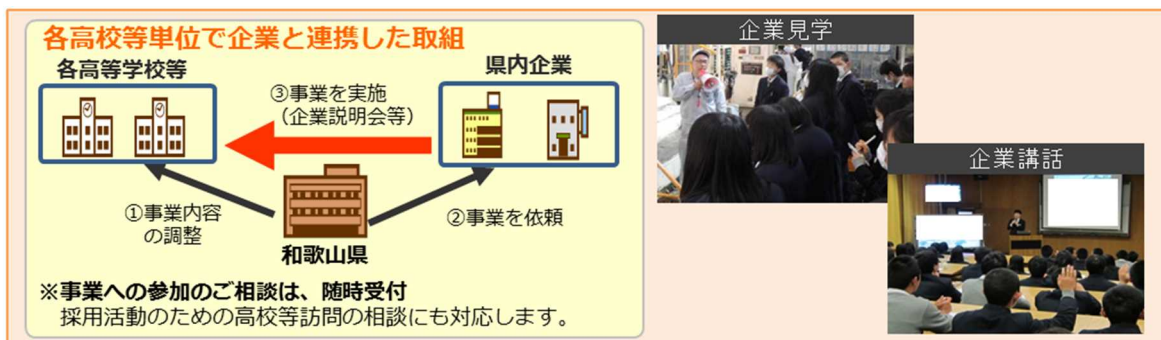 各高校等単位で企業と連携した取組
各高等学校等
県内企業
③事業を実施
（企業説明会等）
①事業内容
の調整
②事業を依頼
和歌山県
※事業への参加のご相談は、随時受付
採用活動のための高校等訪問の相談にも対応します。
企業見学
企業講話